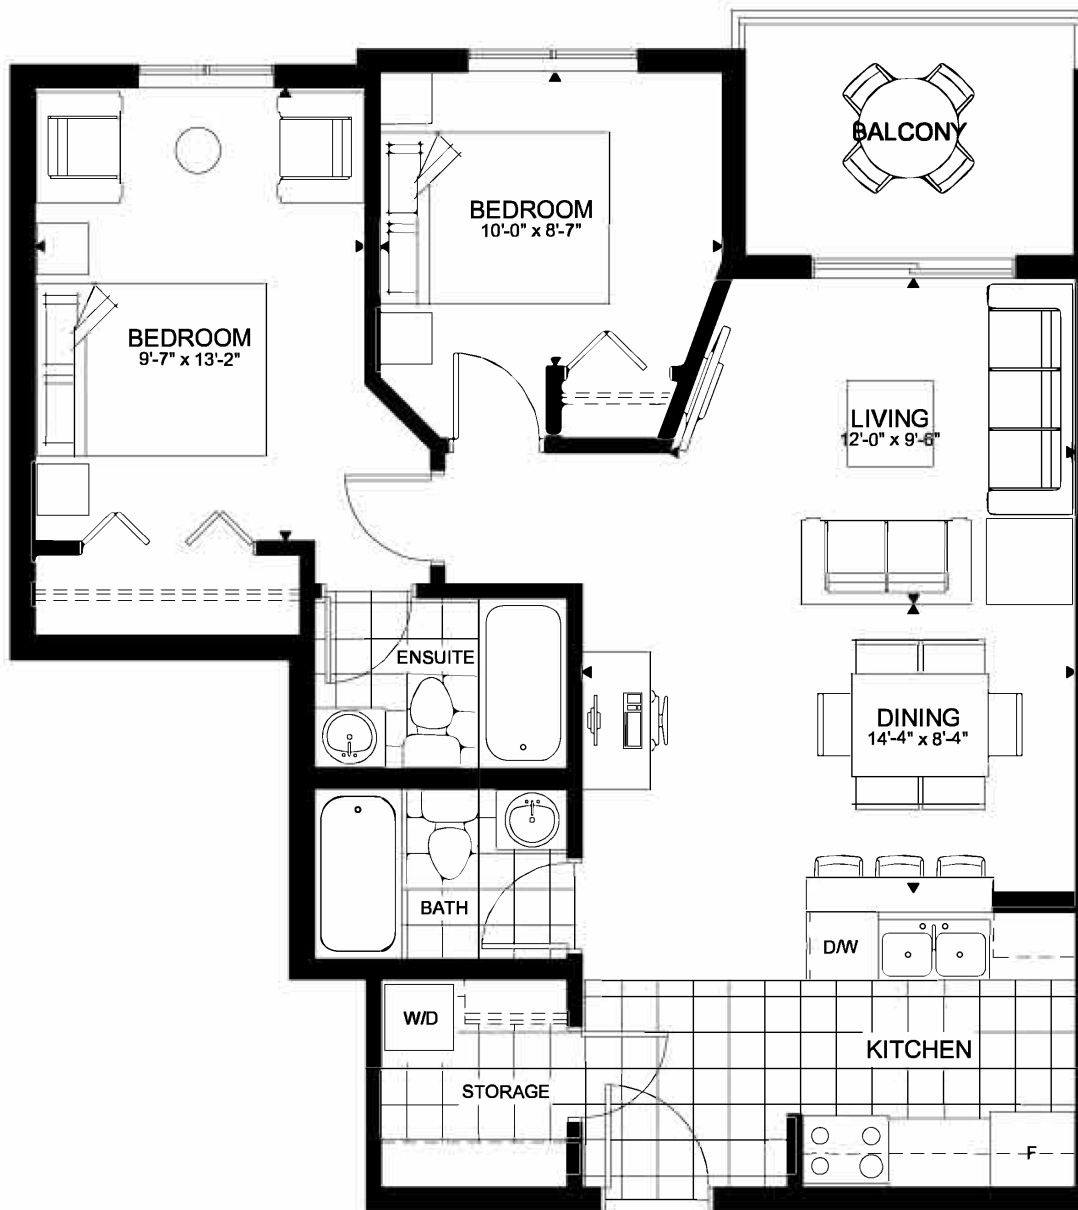 BALCONY
BEDROOM
10'-0" x 8'-7"
BEDROOM
9'-7" x 13'-2"
LIVING
12'-0" x 9'-6"
ENSUITE
DINING
14'-4" x 8'-4"
BATH
D/W
W/D
KITCHEN
STORAGE
F